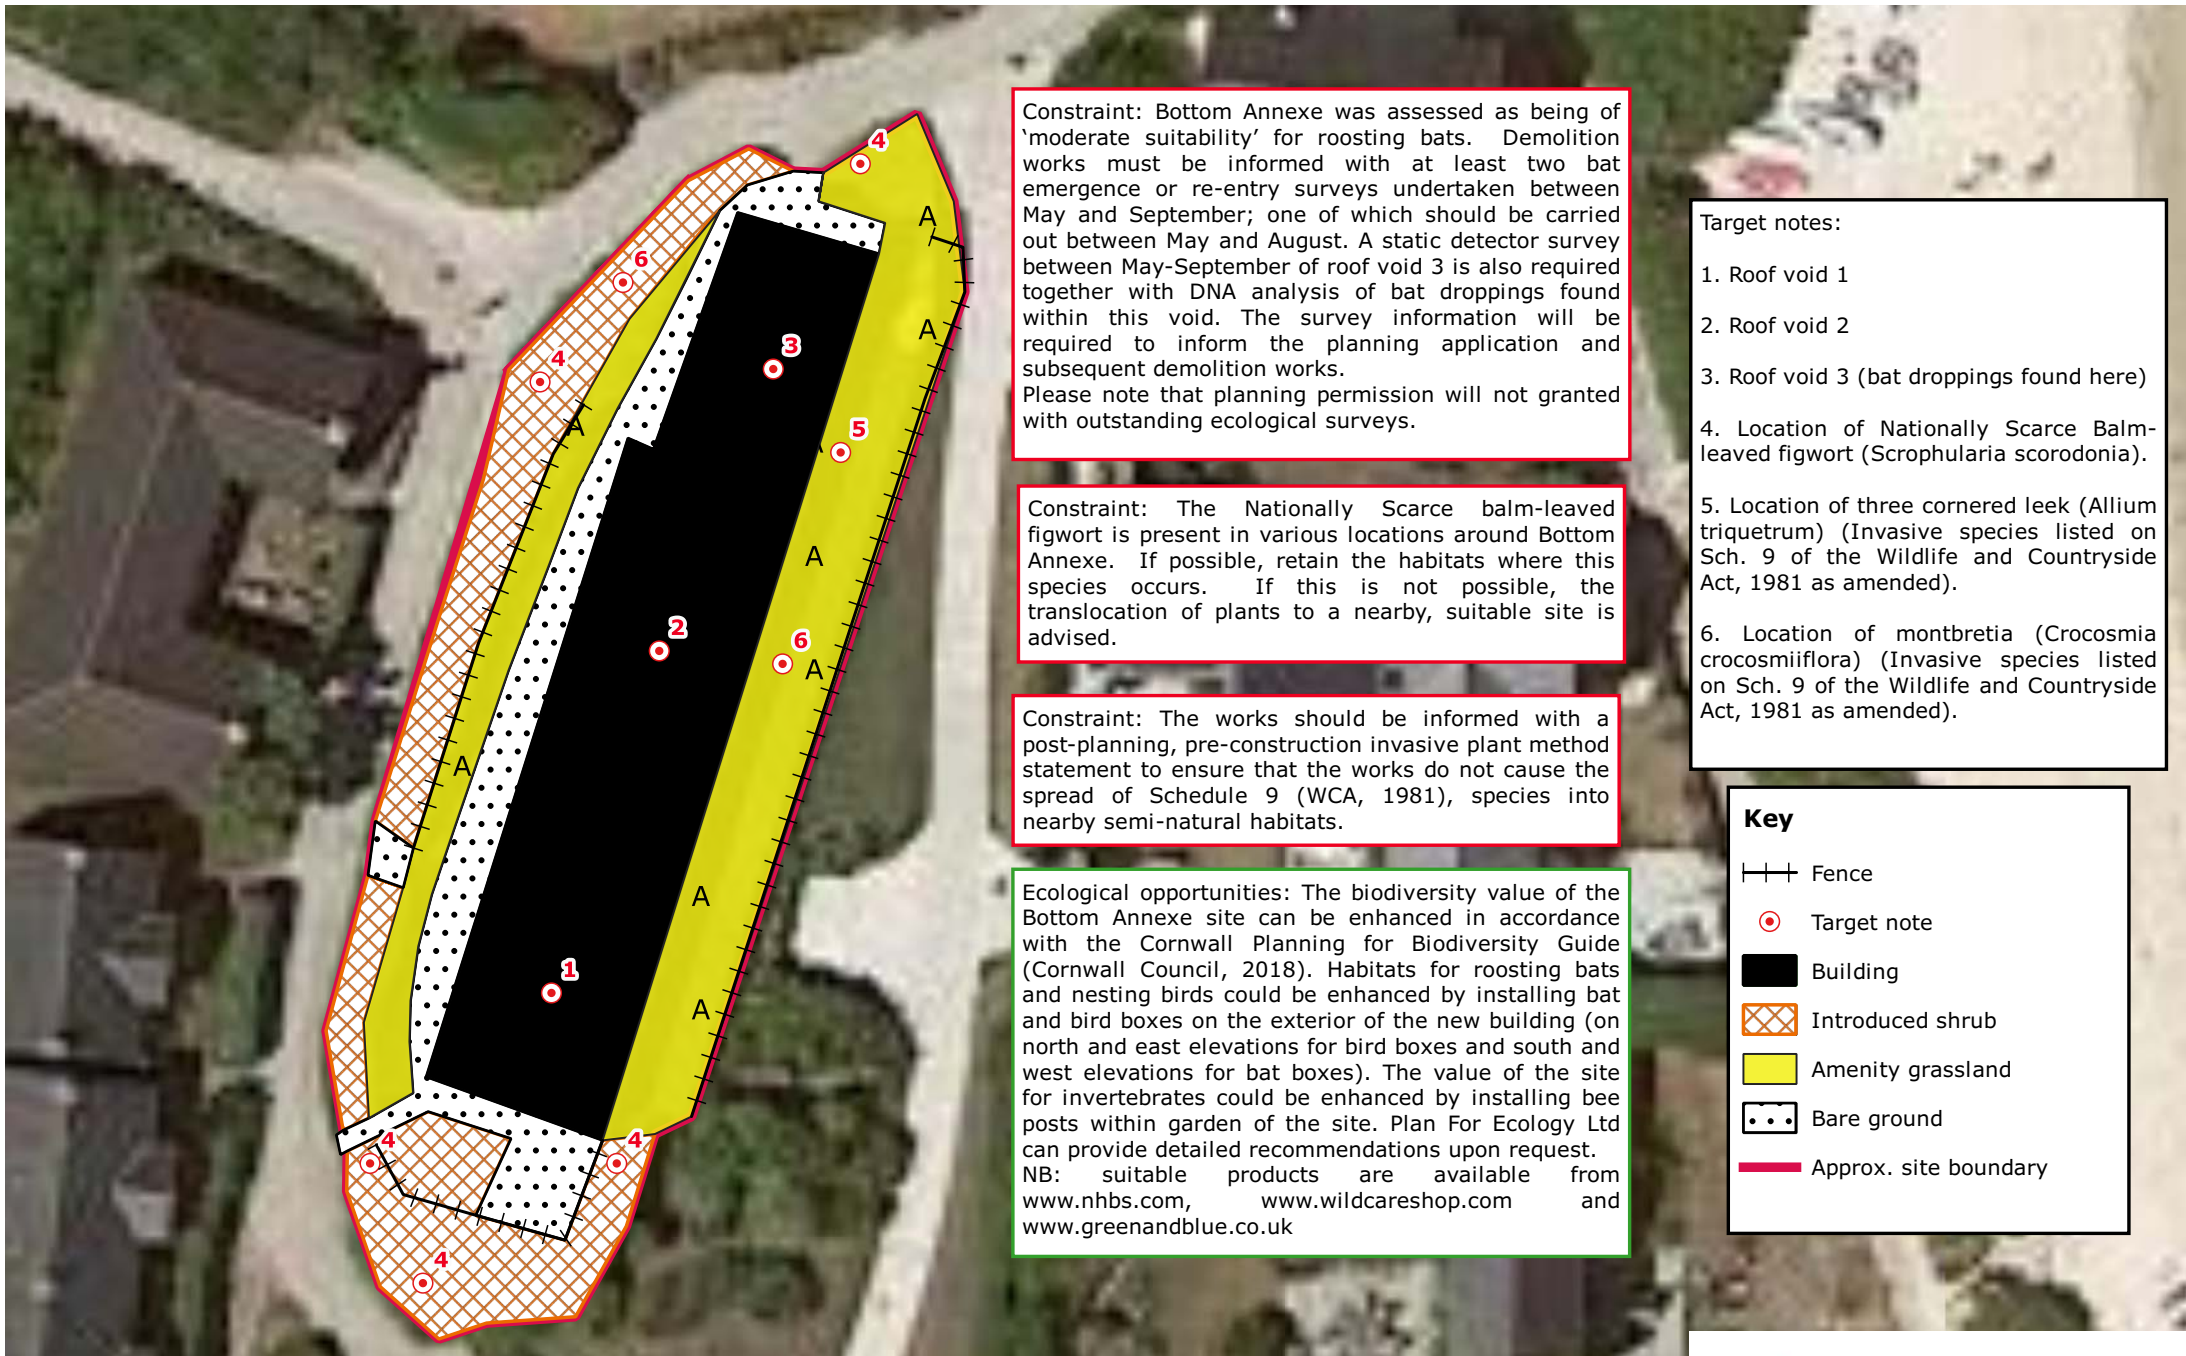 Constraint: Bottom Annexe was assessed as being of
‘moderate suitability’ for roosting bats. Demolition
works must be informed with at least two bat
emergence or re-entry surveys undertaken between
May and September; one of which should be carried
out between May and August. A static detector survey
between May-September of roof void 3 is also required
together with DNA analysis of bat droppings found
within this void. The survey information will be
required to inform the planning application and
subsequent demolition works.
Please note that planning permission will not granted
with outstanding ecological surveys.
Constraint: The Nationally Scarce balm-leaved
figwort is present in various locations around Bottom
Annexe. If possible, retain the habitats where this
species occurs. If this is not possible, the
translocation of plants to a nearby, suitable site is
advised.
Constraint: The works should be informed with a
post-planning, pre-construction invasive plant method
statement to ensure that the works do not cause the
spread of Schedule 9 (WCA, 1981), species into
nearby semi-natural habitats.
Ecological opportunities: The biodiversity value of the
Bottom Annexe site can be enhanced in accordance
with the Cornwall Planning for Biodiversity Guide
(Cornwall Council, 2018). Habitats for roosting bats
and nesting birds could be enhanced by installing bat
and bird boxes on the exterior of the new building (on
north and east elevations for bird boxes and south and
west elevations for bat boxes). The value of the site
for invertebrates could be enhanced by installing bee
posts within garden of the site. Plan For Ecology Ltd
can provide detailed recommendations upon request.
NB: suitable products are available from
www.nhbs.com, www.wildcareshop.com and
www.greenandblue.co.uk
Target notes:
1. Roof void 1
2. Roof void 2
3. Roof void 3 (bat droppings found here)
4. Location of Nationally Scarce Balm-
leaved figwort (Scrophularia scorodonia).
5. Location of three cornered leek (Allium
triquetrum) (Invasive species listed on
Sch. 9 of the Wildlife and Countryside
Act, 1981 as amended).
6. Location of montbretia (Crocosmia
crocosmiiflora) (Invasive species listed
on Sch. 9 of the Wildlife and Countryside
Act, 1981 as amended).
Key
Fence
Target note
Building
Introduced shrub
Amenity grassland
Bare ground
Approx. site boundary
4
A
6
A
3
4
A
5
A
2
6
A
A
A
1
A
4
4
4